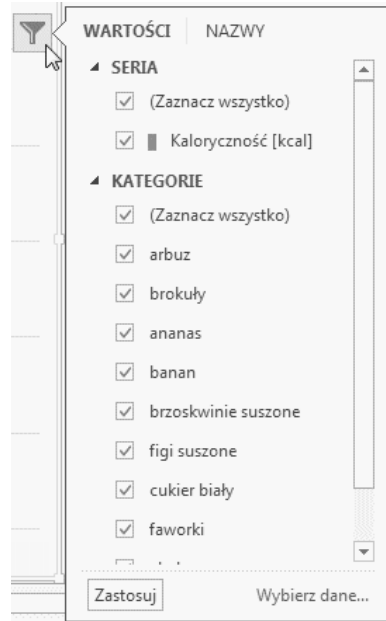 WARTOŚCI NAZWY
SERIA
(Zaznacz wszystko)
Kaloryczność [kcal]
KATEGORIE
(Zaznacz wszystko)
arbuz
brokuły
ananas
banan
brzoskwinie suszone
figi suszone
cukier biały
faworki
Zastosuj Wybierz dane...